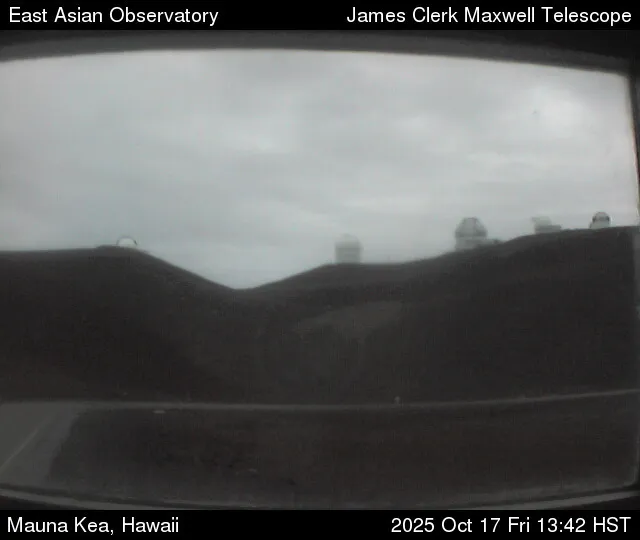 East Asian Observatory
James Clerk Maxwell Telescope
Mauna Kea, Hawaii
2025 Oct 17 Fri 13:42 HST